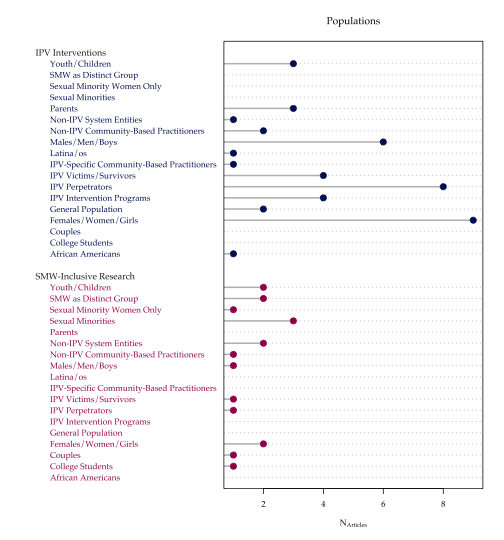 Populations
IPV Interventions
Youth/Children
SMW as Distinct Group
Sexual Minority Women Only
Sexual Minorities
Parents
Non-IPV System Entities
Non-IPV Community-Based Practitioners
Males/Men/Boys
Latina/os
IPV-Specific Community-Based Practitioners
IPV Victims/Survivors
IPV Perpetrators
IPV Intervention Programs
General Population
Females/Women/Girls
Couples
College Students
African Americans
SMW-Inclusive Research
Youth/Children
SMW as Distinct Group
Sexual Minority Women Only
Sexual Minorities
Parents
Non-IPV System Entities
Non-IPV Community-Based Practitioners
Males/Men/Boys
Latina/os
IPV-Specific Community-Based Practitioners
IPV Victims/Survivors
IPV Perpetrators
IPV Intervention Programs
General Population
Females/Women/Girls
Couples
College Students
African Americans
2 4 6 8
N Articles